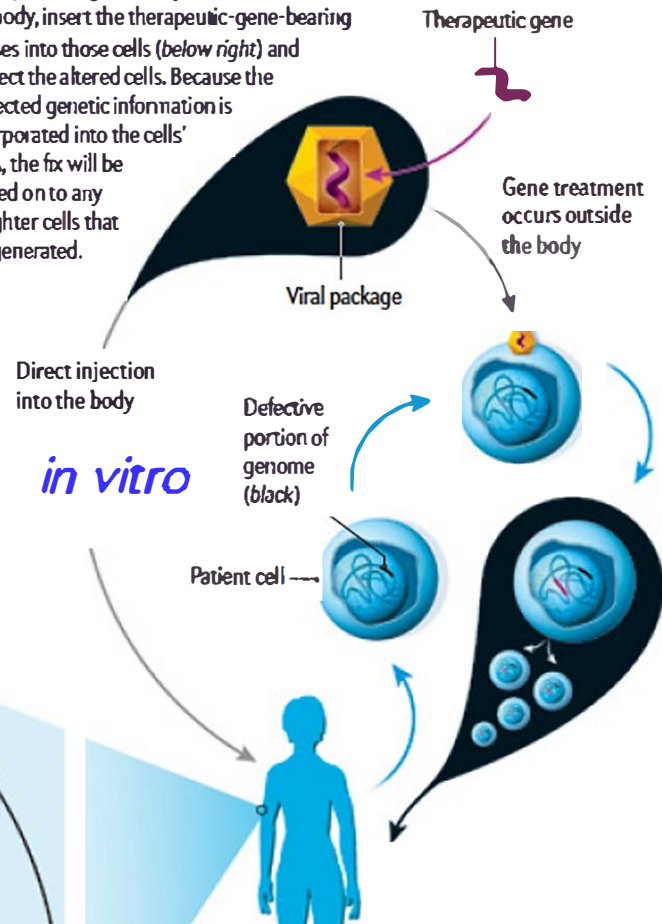 body, insert the therapeutic-gene-bearing
ses into those cells (below right) and
ect the altered cells. Because the
ected genetic information is
rporated into the cells'
, the fix will be
ed on to any
ghter cells that
generated.
Therapeutic gene
Gene treatment
occurs outside
the body
Viral package
Direct injection
into the body
in vitro
Defective
portion of
genome
(black)
Patient cell